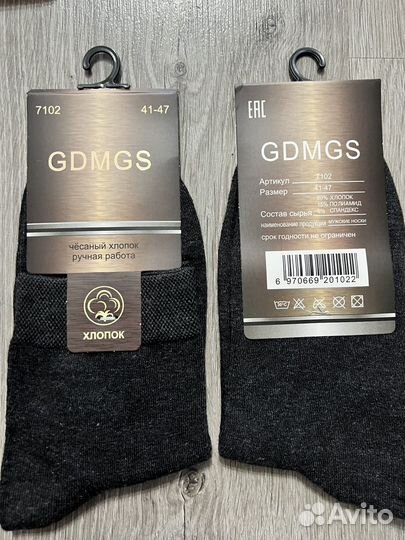 7102 41-47
GDMGS
чёсаный хлопок
ручная работа
ХЛОПОК
EAC
GDMGS
Артикул 7102
Размер 41-47
80% ХЛОПОК
15% ПОЛИАМИД
Состав сырья 5% СПАНДЕКС
наименование продукции МУЖСКИЕ НОСКИ
срок годности не ограничен
6 970669 201022
Avito